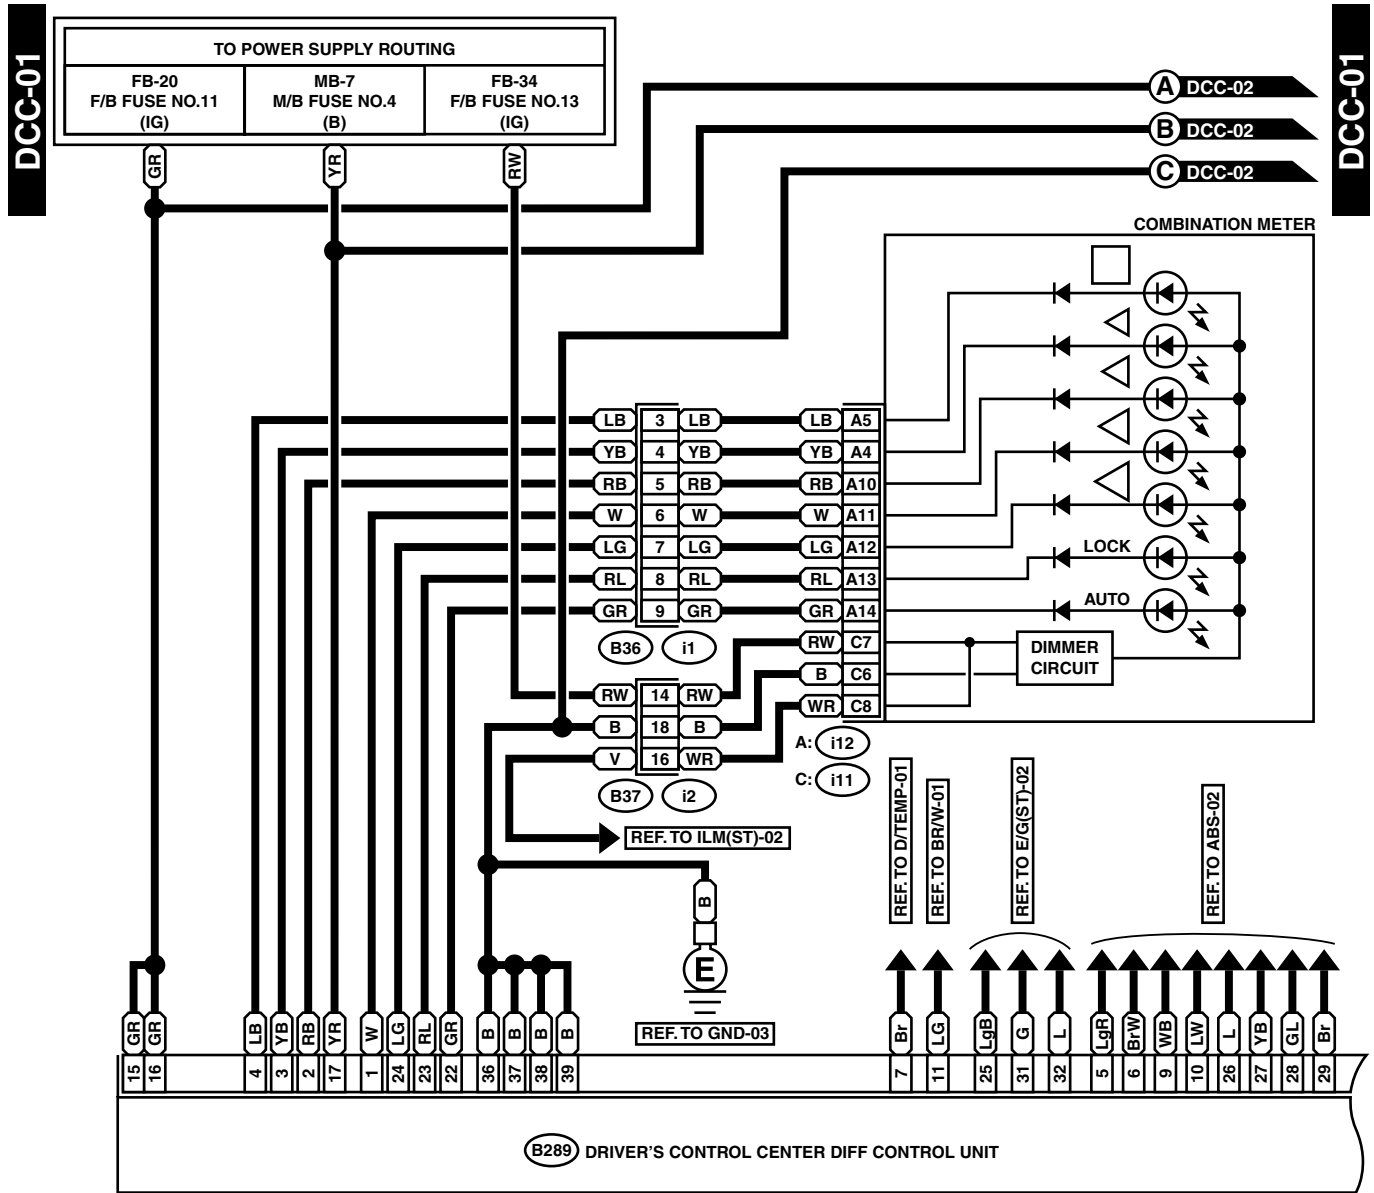 DCC-01
DCC-01
TO POWER SUPPLY ROUTING
FB-20
F/B FUSE NO.11
(IG)
MB-7
M/B FUSE NO.4
(B)
FB-34
F/B FUSE NO.13
(IG)
GR
YR
RW
A DCC-02
B DCC-02
C DCC-02
COMBINATION METER
LB 3 LB LB A5
YB 4 YB YB A4
RB 5 RB RB A10
W 6 W W A11
LG 7 LG LG A12
RL 8 RL RL A13
GR 9 GR GR A14
LOCK
AUTO
B36 i1
RW C7
B C6
WR C8
DIMMER
CIRCUIT
RW 14 RW
B 18 B
V 16 WR
B37 i2
A: i12
C: i11
REF. TO ILM(ST)-02
REF. TO D/TEMP-01
REF. TO BR/W-01
REF. TO E/G(ST)-02
REF. TO ABS-02
B
E
REF. TO GND-03
GR GR LB YB RB YR W LG RL GR B B B B Br LG LgB G L LgR BrW WB LW L YB GL Br
15 16 4 3 2 17 1 24 23 22 36 37 38 39 7 11 25 31 32 5 6 9 10 26 27 28 29
B289 DRIVER'S CONTROL CENTER DIFF CONTROL UNIT